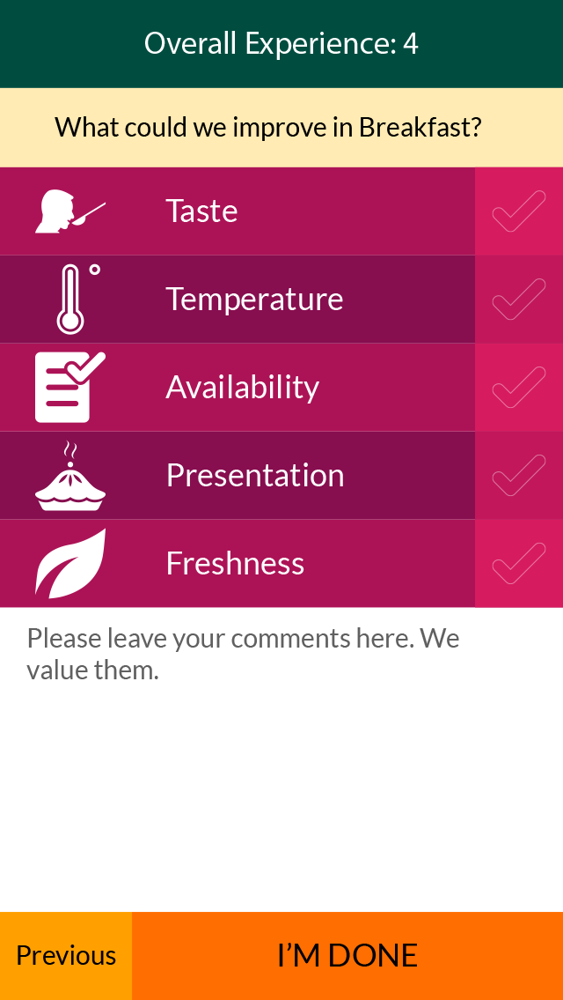 Overall Experience: 4
What could we improve in Breakfast?
Taste
Temperature
Availability
Presentation
Freshness
Please leave your comments here. We
value them.
Previous
I’M DONE